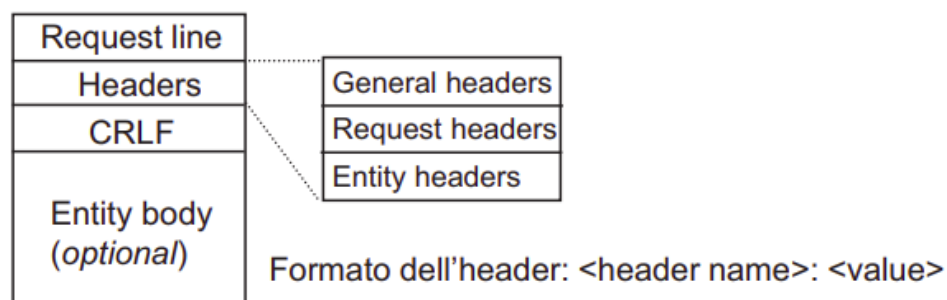 Request line
Headers
CRLF
Entity body
(optional)
General headers
Request headers
Entity headers
Formato dell'header: <header name>: <value>